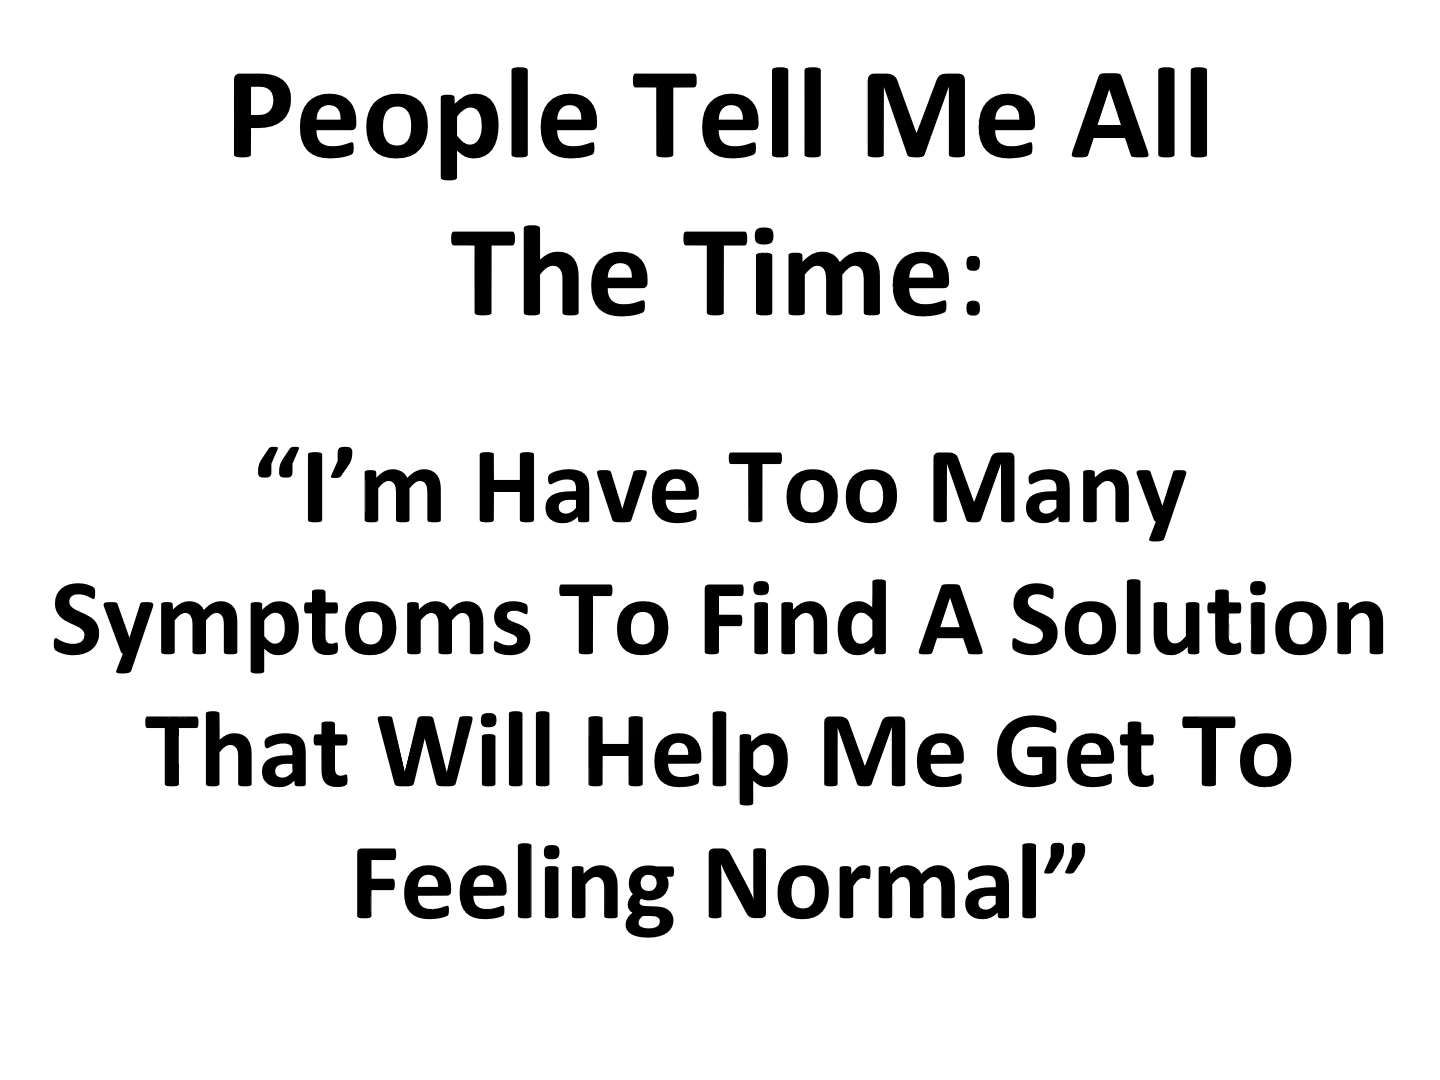 People Tell Me All
The Time:
“I’m Have Too Many
Symptoms To Find A Solution
That Will Help Me Get To
Feeling Normal”